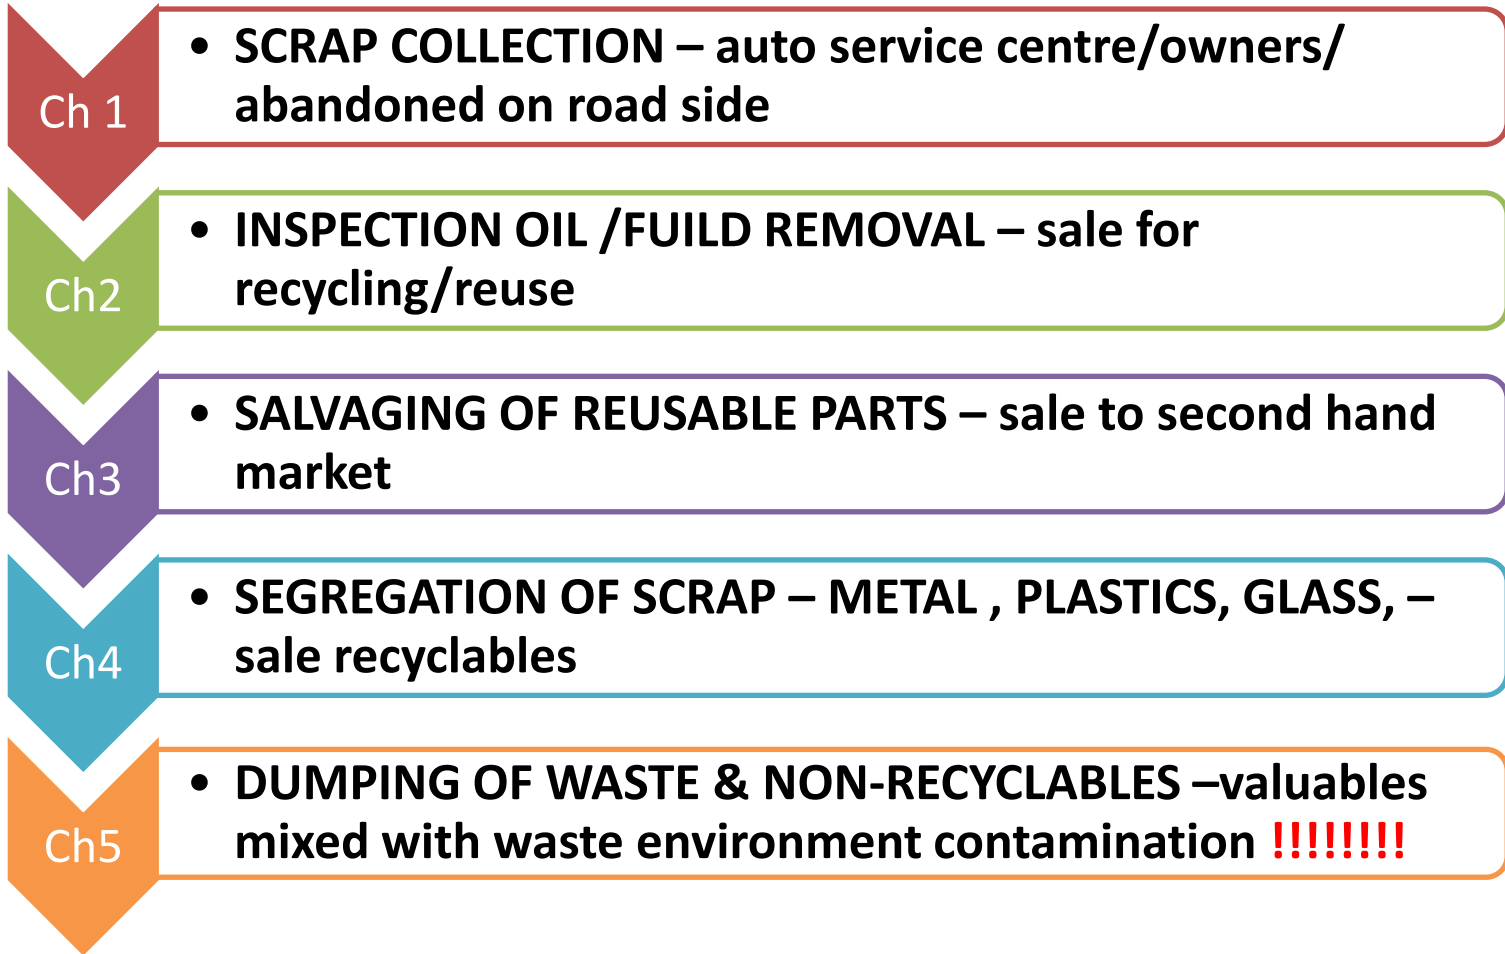 Ch 1
• SCRAP COLLECTION – auto service centre/owners/
abandoned on road side
Ch2
• INSPECTION OIL /FUILD REMOVAL – sale for
recycling/reuse
Ch3
• SALVAGING OF REUSABLE PARTS – sale to second hand
market
Ch4
• SEGREGATION OF SCRAP – METAL , PLASTICS, GLASS, –
sale recyclables
Ch5
• DUMPING OF WASTE & NON-RECYCLABLES –valuables
mixed with waste environment contamination !!!!!!!!